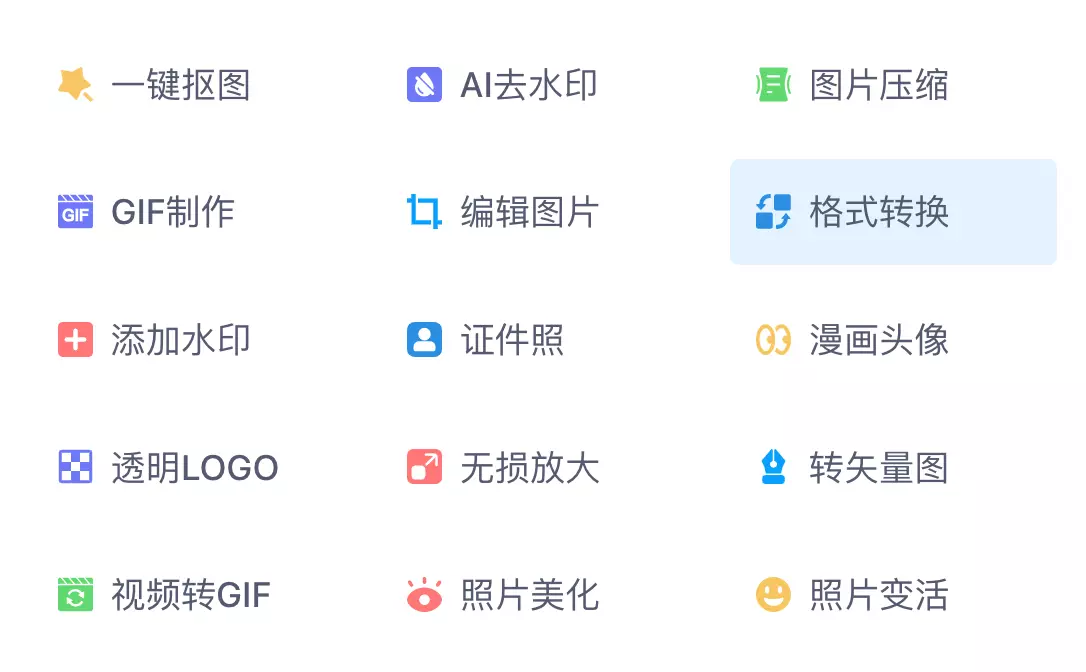 一键抠图
AI去水印
图片压缩
GIF
GIF制作
编辑图片
格式转换
添加水印
证件照
漫画头像
透明LOGO
无损放大
转矢量图
视频转GIF
照片美化
照片变活